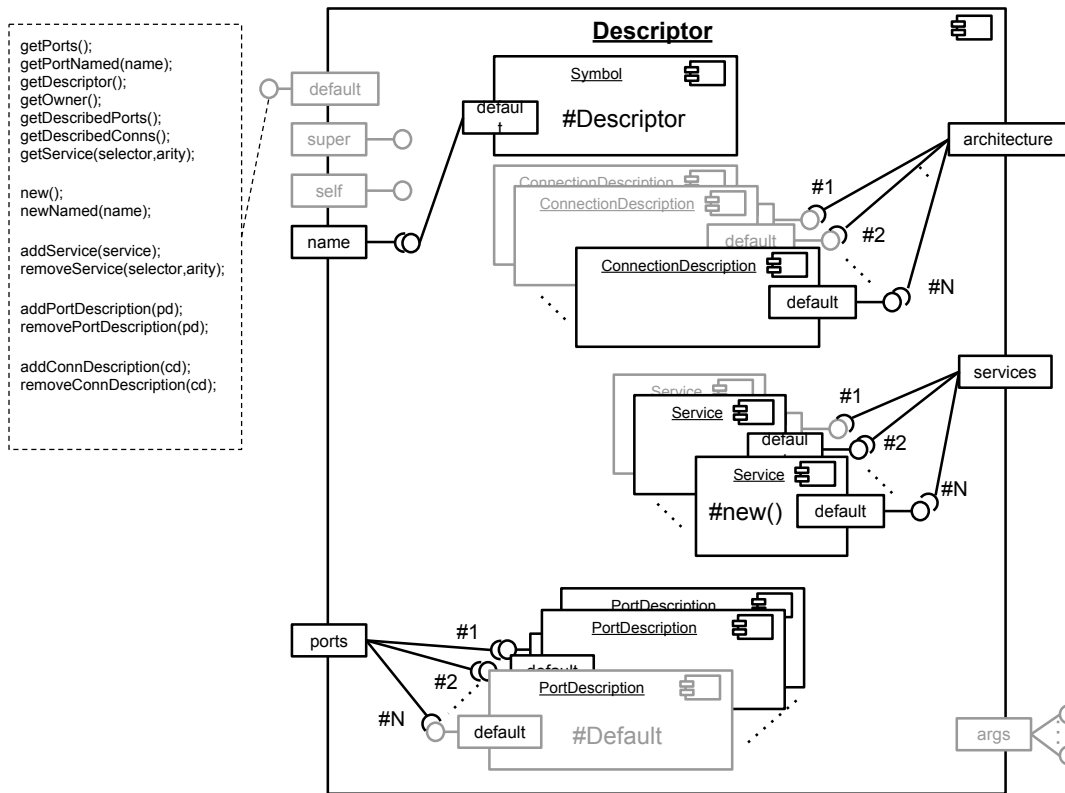 getPorts();
getPortNamed(name);
getDescriptor();
getOwner();
getDescribedPorts();
getDescribedConns();
getService(selector,arity);
new();
newNamed(name);
addService(service);
removeService(selector,arity);
addPortDescription(pd);
removePortDescription(pd);
addConnDescription(cd);
removeConnDescription(cd);
Descriptor
default
super
self
name
Symbol
defaul
t
#Descriptor
architecture
ConnectionDescription
ConnectionDescription
default
ConnectionDescription
default
#1
#2
#N
services
Service
Service
defaul
Service
#new()
default
#1
#2
#N
ports
#1
#2
#N
PortDescription
PortDescription
default
PortDescription
default
#Default
args